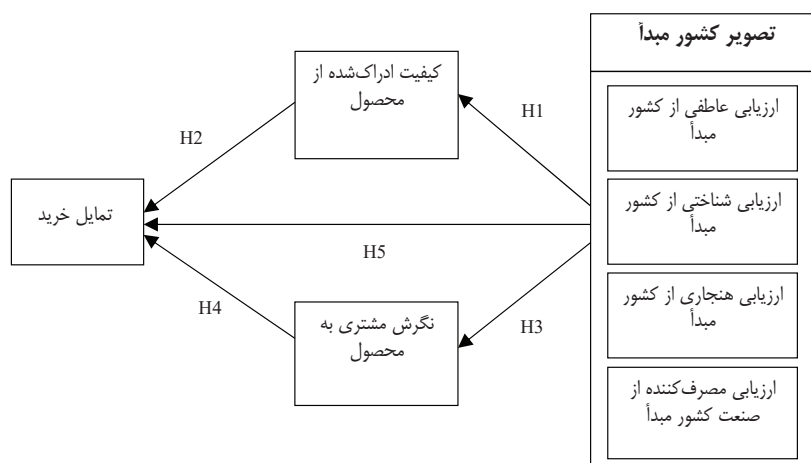 تصویر کشور مبدأ
ارزیابی عاطفی از کشور
مبدأ
ارزیابی شناختی از کشور
مبدأ
ارزیابی هنجاری از کشور
مبدأ
ارزیابی مصرف‌کننده از
صنعت کشور مبدأ
H1
کیفیت ادراک‌شده از
محصول
H2
H5
تمایل خرید
H3
نگرش مشتری به
محصول
H4